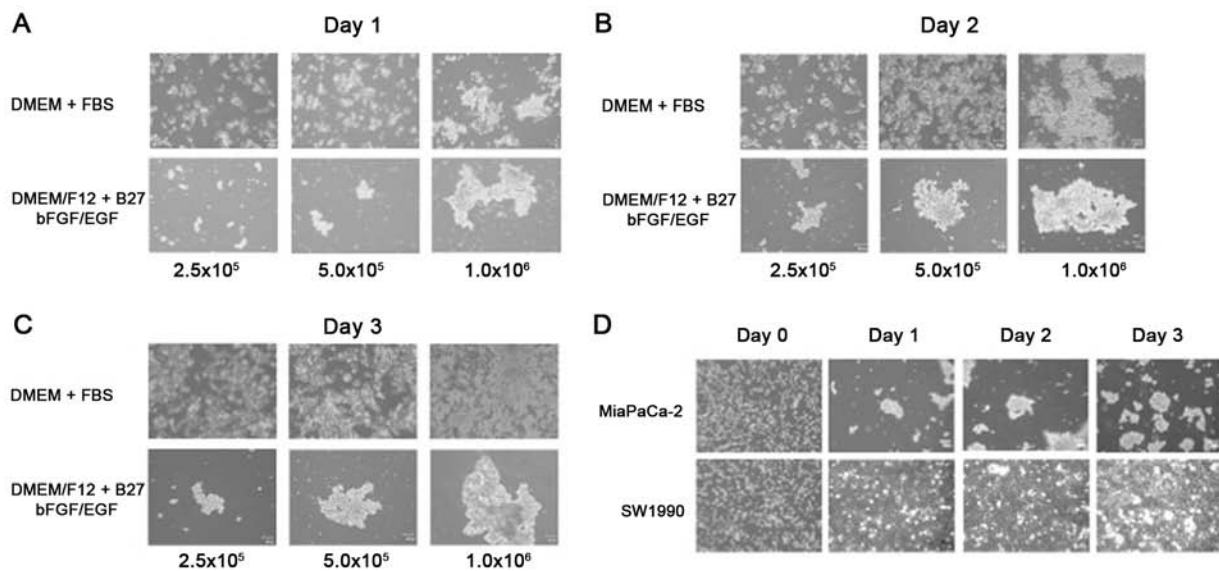 A
Day 1
DMEM + FBS
DMEM/F12 + B27
bFGF/EGF
2.5x10⁵
5.0x10⁵
1.0x10⁶
B
Day 2
DMEM + FBS
DMEM/F12 + B27
bFGF/EGF
2.5x10⁵
5.0x10⁵
1.0x10⁶
C
Day 3
DMEM + FBS
DMEM/F12 + B27
bFGF/EGF
2.5x10⁵
5.0x10⁵
1.0x10⁶
D
Day 0
Day 1
Day 2
Day 3
MiaPaCa-2
SW1990